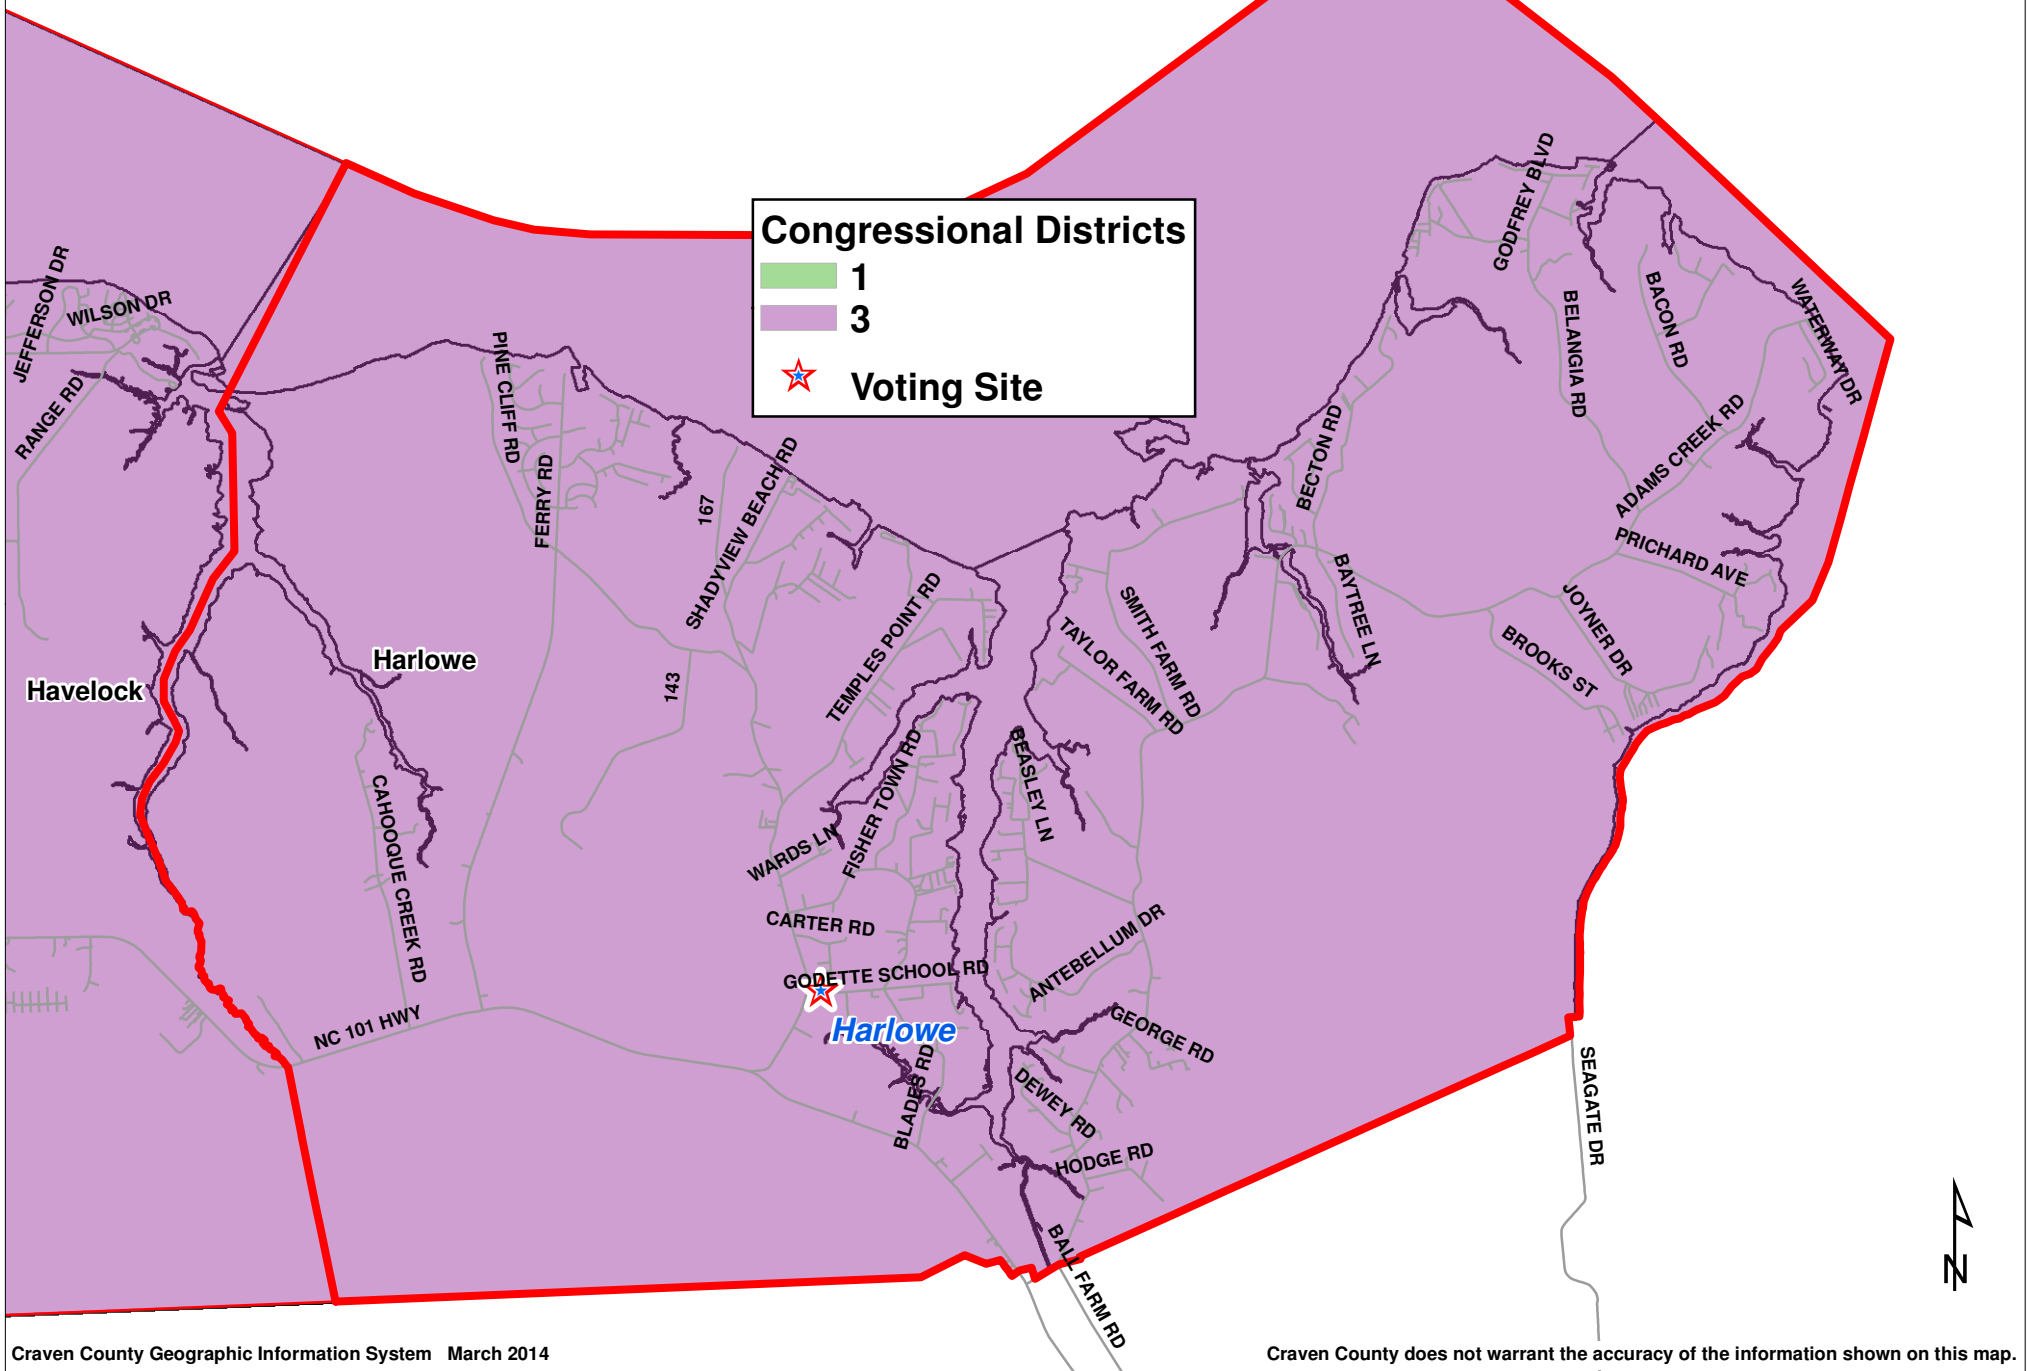 Congressional Districts
1
3
Voting Site
JEFFERSON DR
WILSON DR
RANGE RD
PINE CLIFF RD
FERRY RD
167
SHADYVIEW BEACH RD
143
TEMPLES POINT RD
GODFREY BLVD
BELANGIA RD
BACON RD
WATERWAY DR
ADAMS CREEK RD
BECTON RD
BAYTREE LN
PRICHARD AVE
JOYNER DR
BROOKS ST
SMITH FARM RD
TAYLOR FARM RD
Harlowe
Havelock
CAHOOQUE CREEK RD
FISHER TOWN RD
BEASLEY LN
WARDS LN
CARTER RD
GODETTE SCHOOL RD
ANTEBELLUM DR
Harlowe
NC 101 HWY
GEORGE RD
BLADES RD
DEWEY RD
HODGE RD
BALL FARM RD
SEAGATE DR
N
Craven County Geographic Information System March 2014
Craven County does not warrant the accuracy of the information shown on this map.